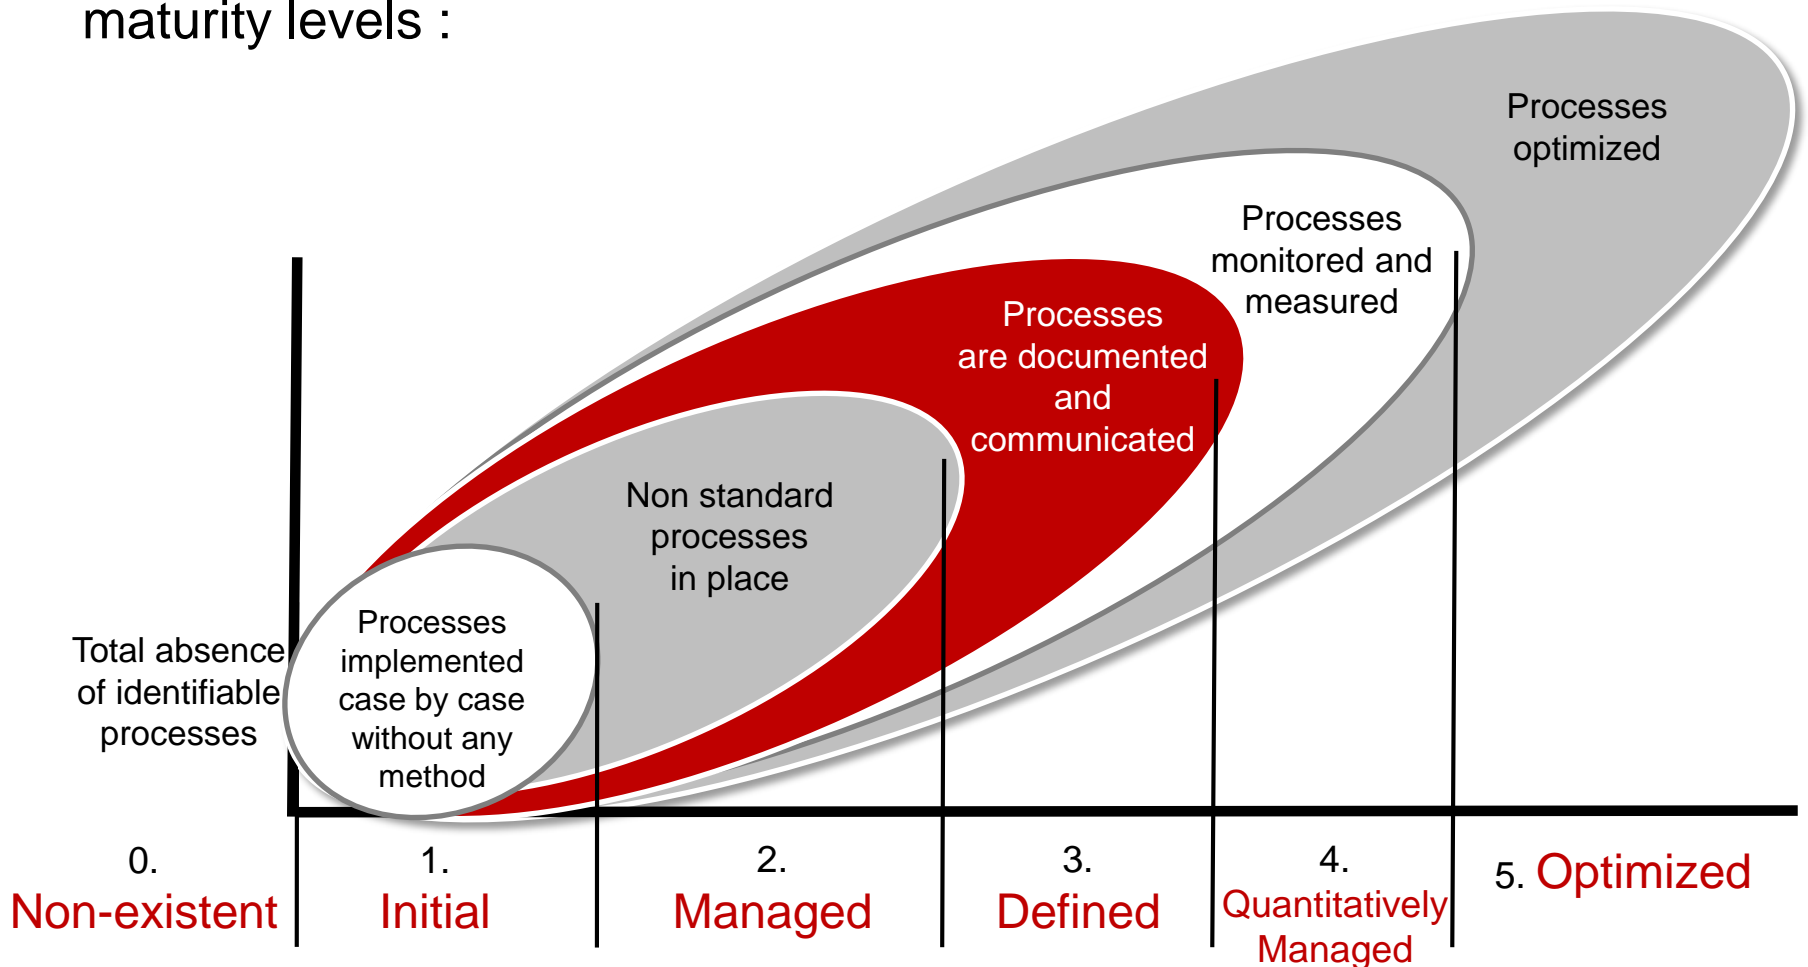 maturity levels :
Processes
optimized
Processes
monitored and
measured
Processes
are documented
and
communicated
Non standard
processes
in place
Processes
implemented
case by case
without any
method
Total absence
of identifiable
processes
0.
Non-existent
1.
Initial
2.
Managed
3.
Defined
4.
Quantitatively
Managed
5. Optimized